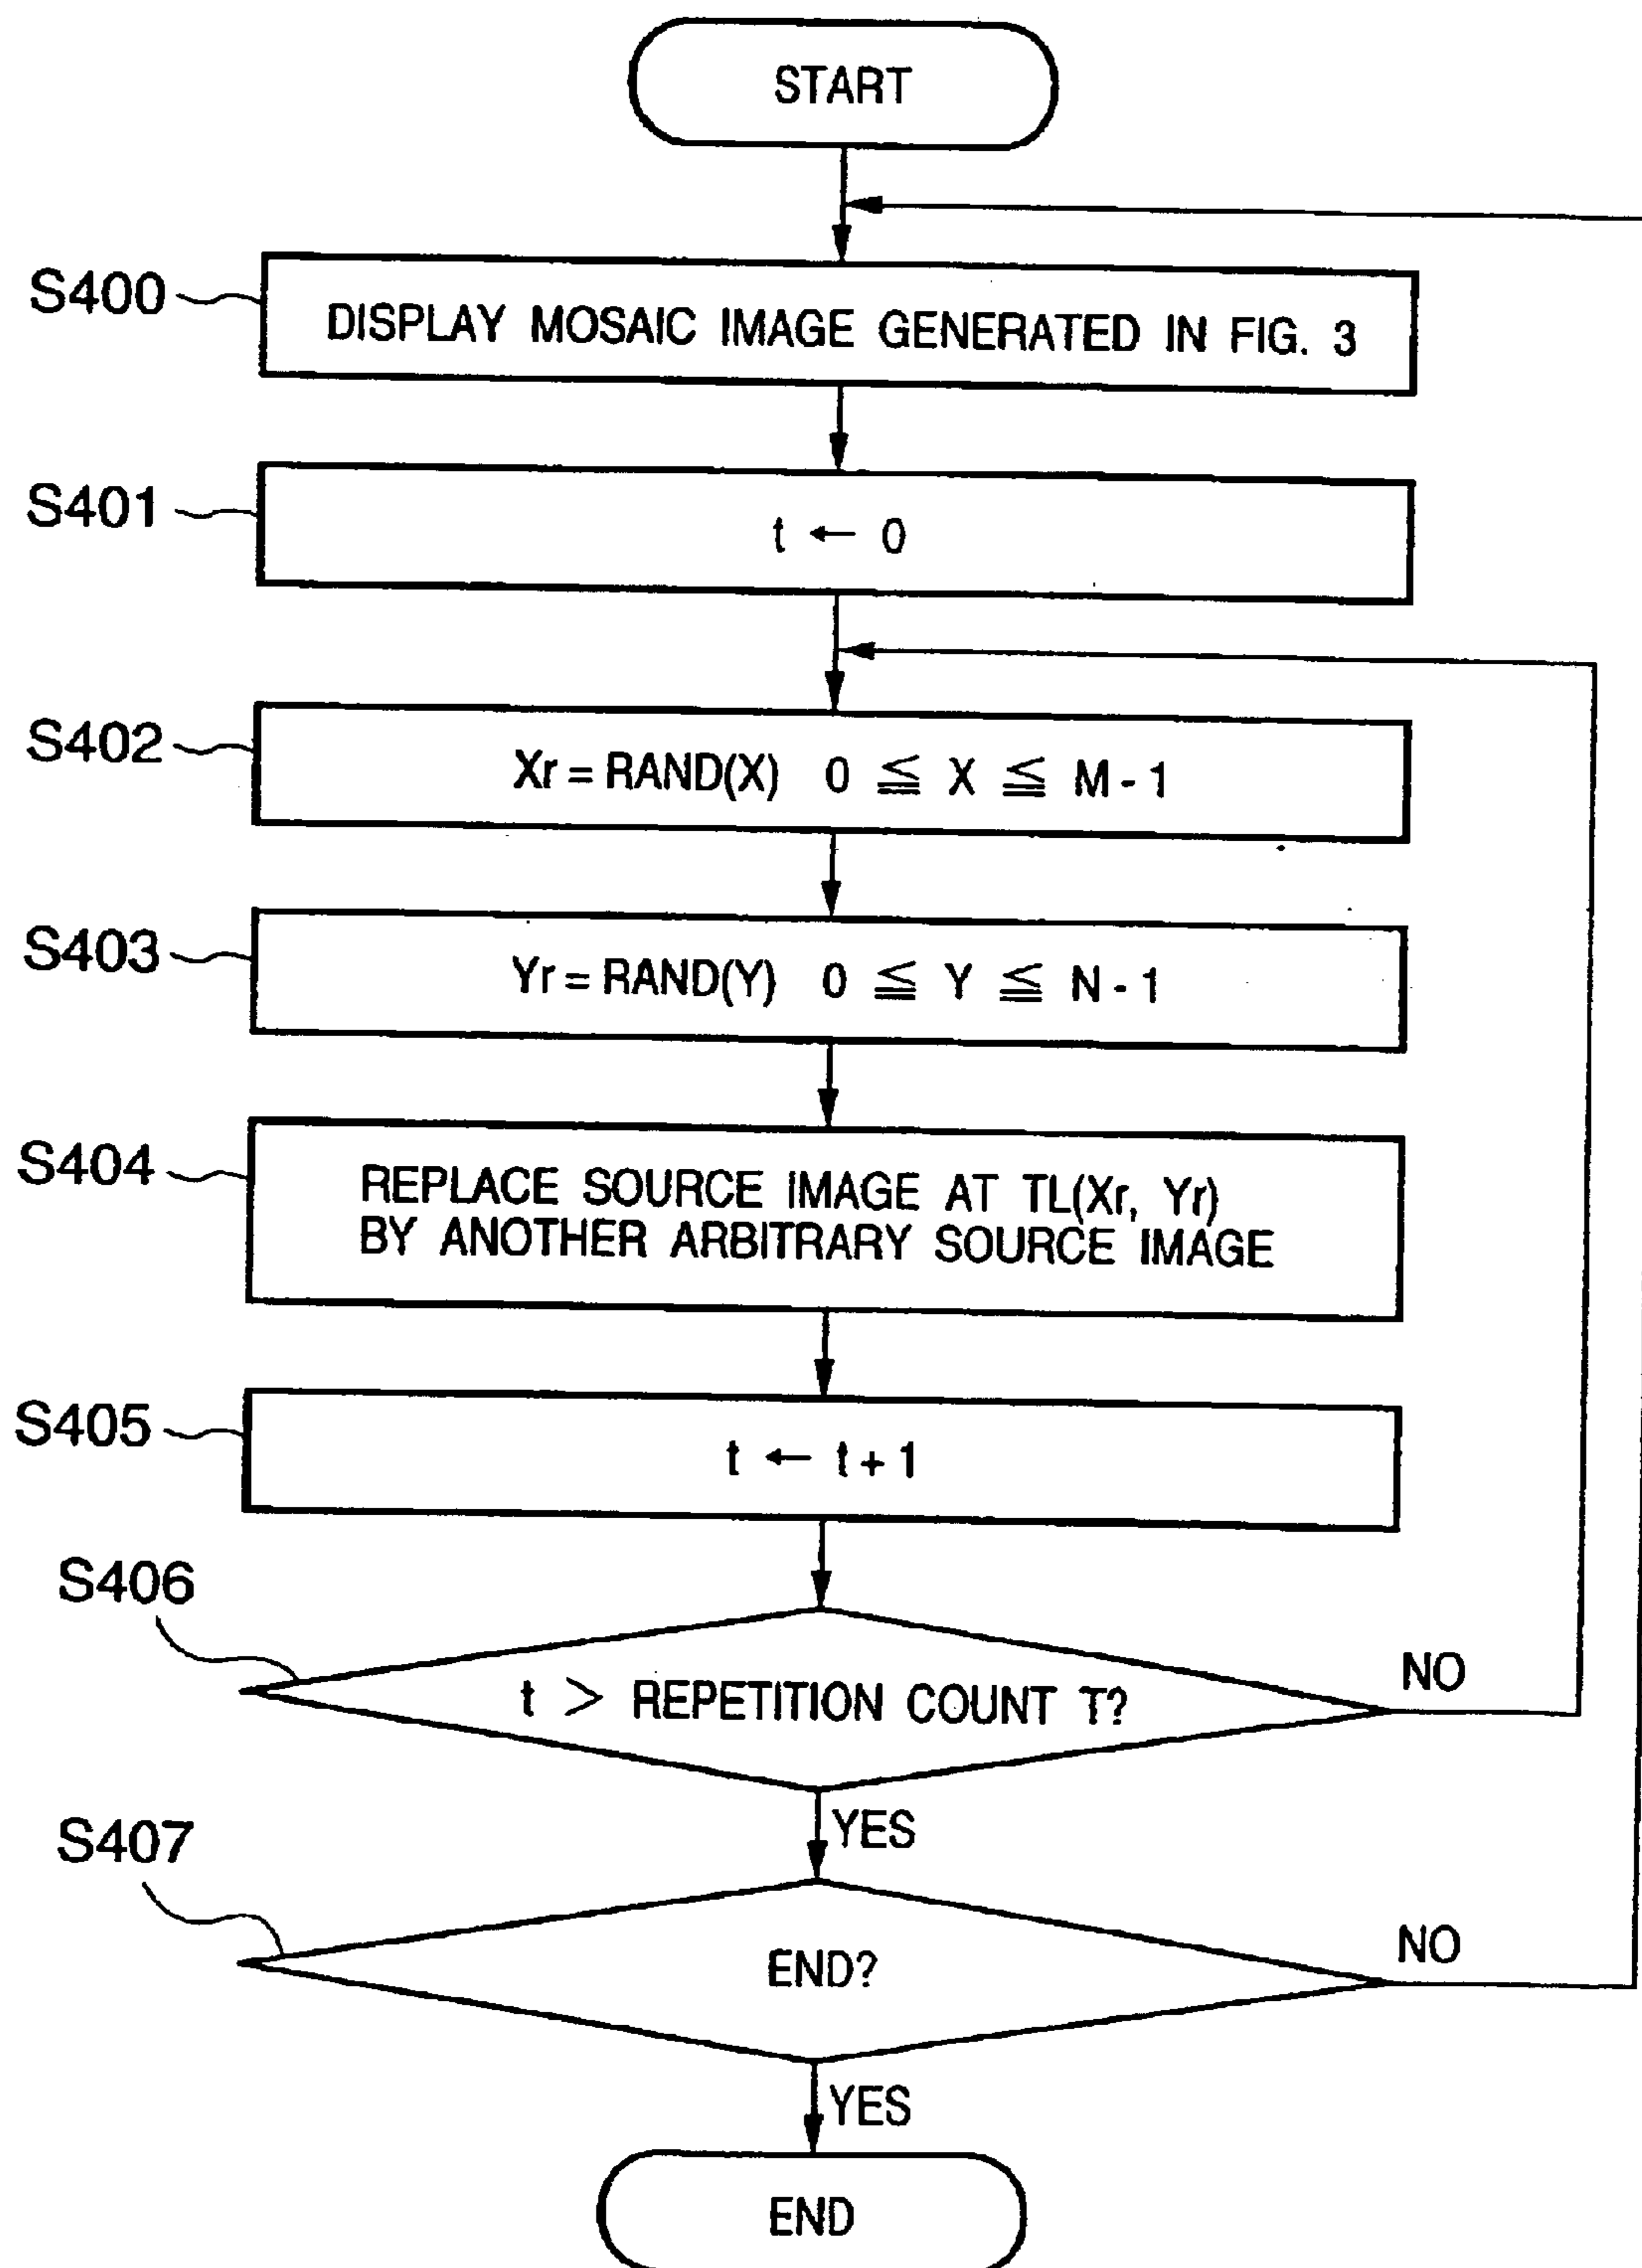 START
S400
DISPLAY MOSAIC IMAGE GENERATED IN FIG. 3
S401
t ← 0
S402
Xr = RAND(X) 0 ≦ X ≦ M - 1
S403
Yr = RAND(Y) 0 ≦ Y ≦ N - 1
S404
REPLACE SOURCE IMAGE AT TL(Xr, Yr)
BY ANOTHER ARBITRARY SOURCE IMAGE
S405
t ← t + 1
S406
t > REPETITION COUNT T?
NO
YES
S407
END?
NO
YES
END